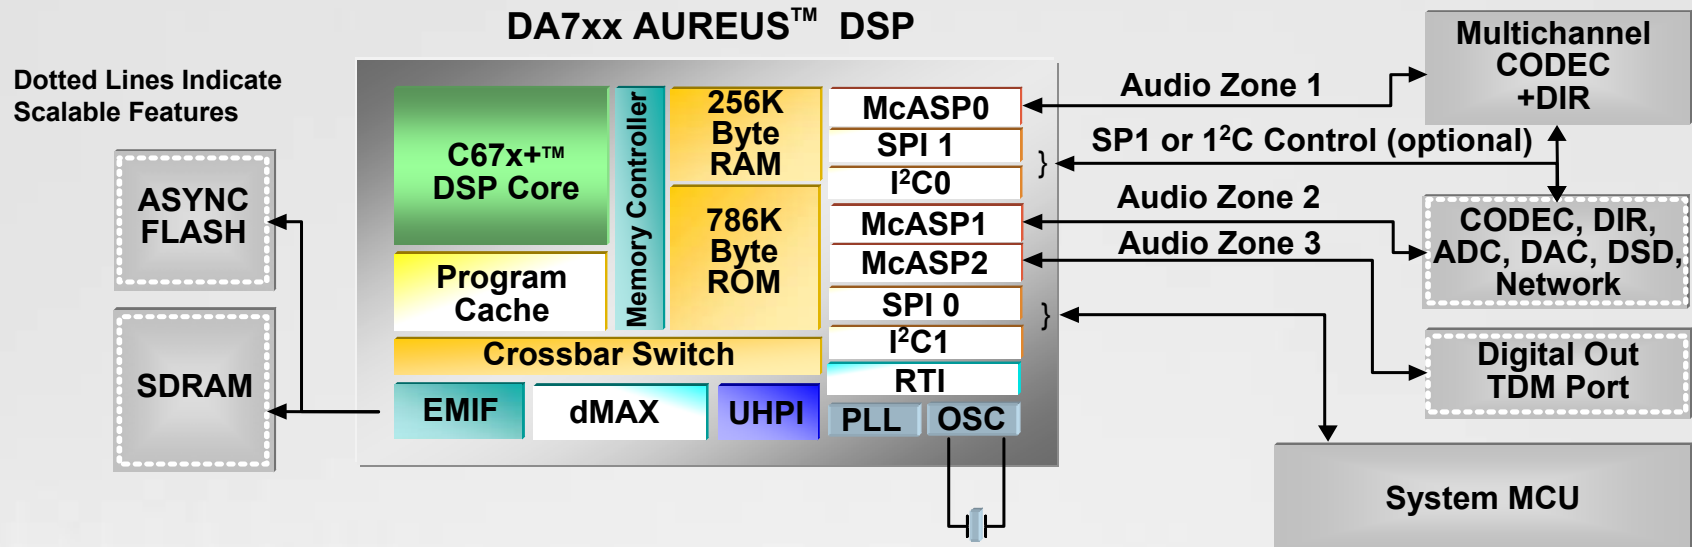 DA7xx AUREUS™ DSP
Dotted Lines Indicate
Scalable Features
ASYNC
FLASH
SDRAM
C67x+™
DSP Core
Program
Cache
Memory Controller
256K
Byte
RAM
786K
Byte
ROM
Crossbar Switch
EMIF
dMAX
UHPI
McASP0
SPI 1
I²C0
McASP1
McASP2
SPI 0
I²C1
RTI
PLL
OSC
}
}
Audio Zone 1
SP1 or 1²C Control (optional)
Audio Zone 2
Audio Zone 3
Multichannel
CODEC
+DIR
CODEC, DIR,
ADC, DAC, DSD,
Network
Digital Out
TDM Port
System MCU